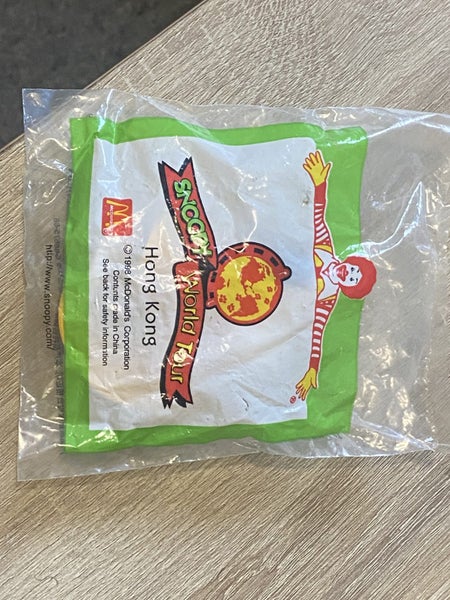 ®
SNOOPY
World Tour
Hong Kong
©1998 McDonald's Corporation
Contents made in China
See back for safety information
http://www.snoopy.com/